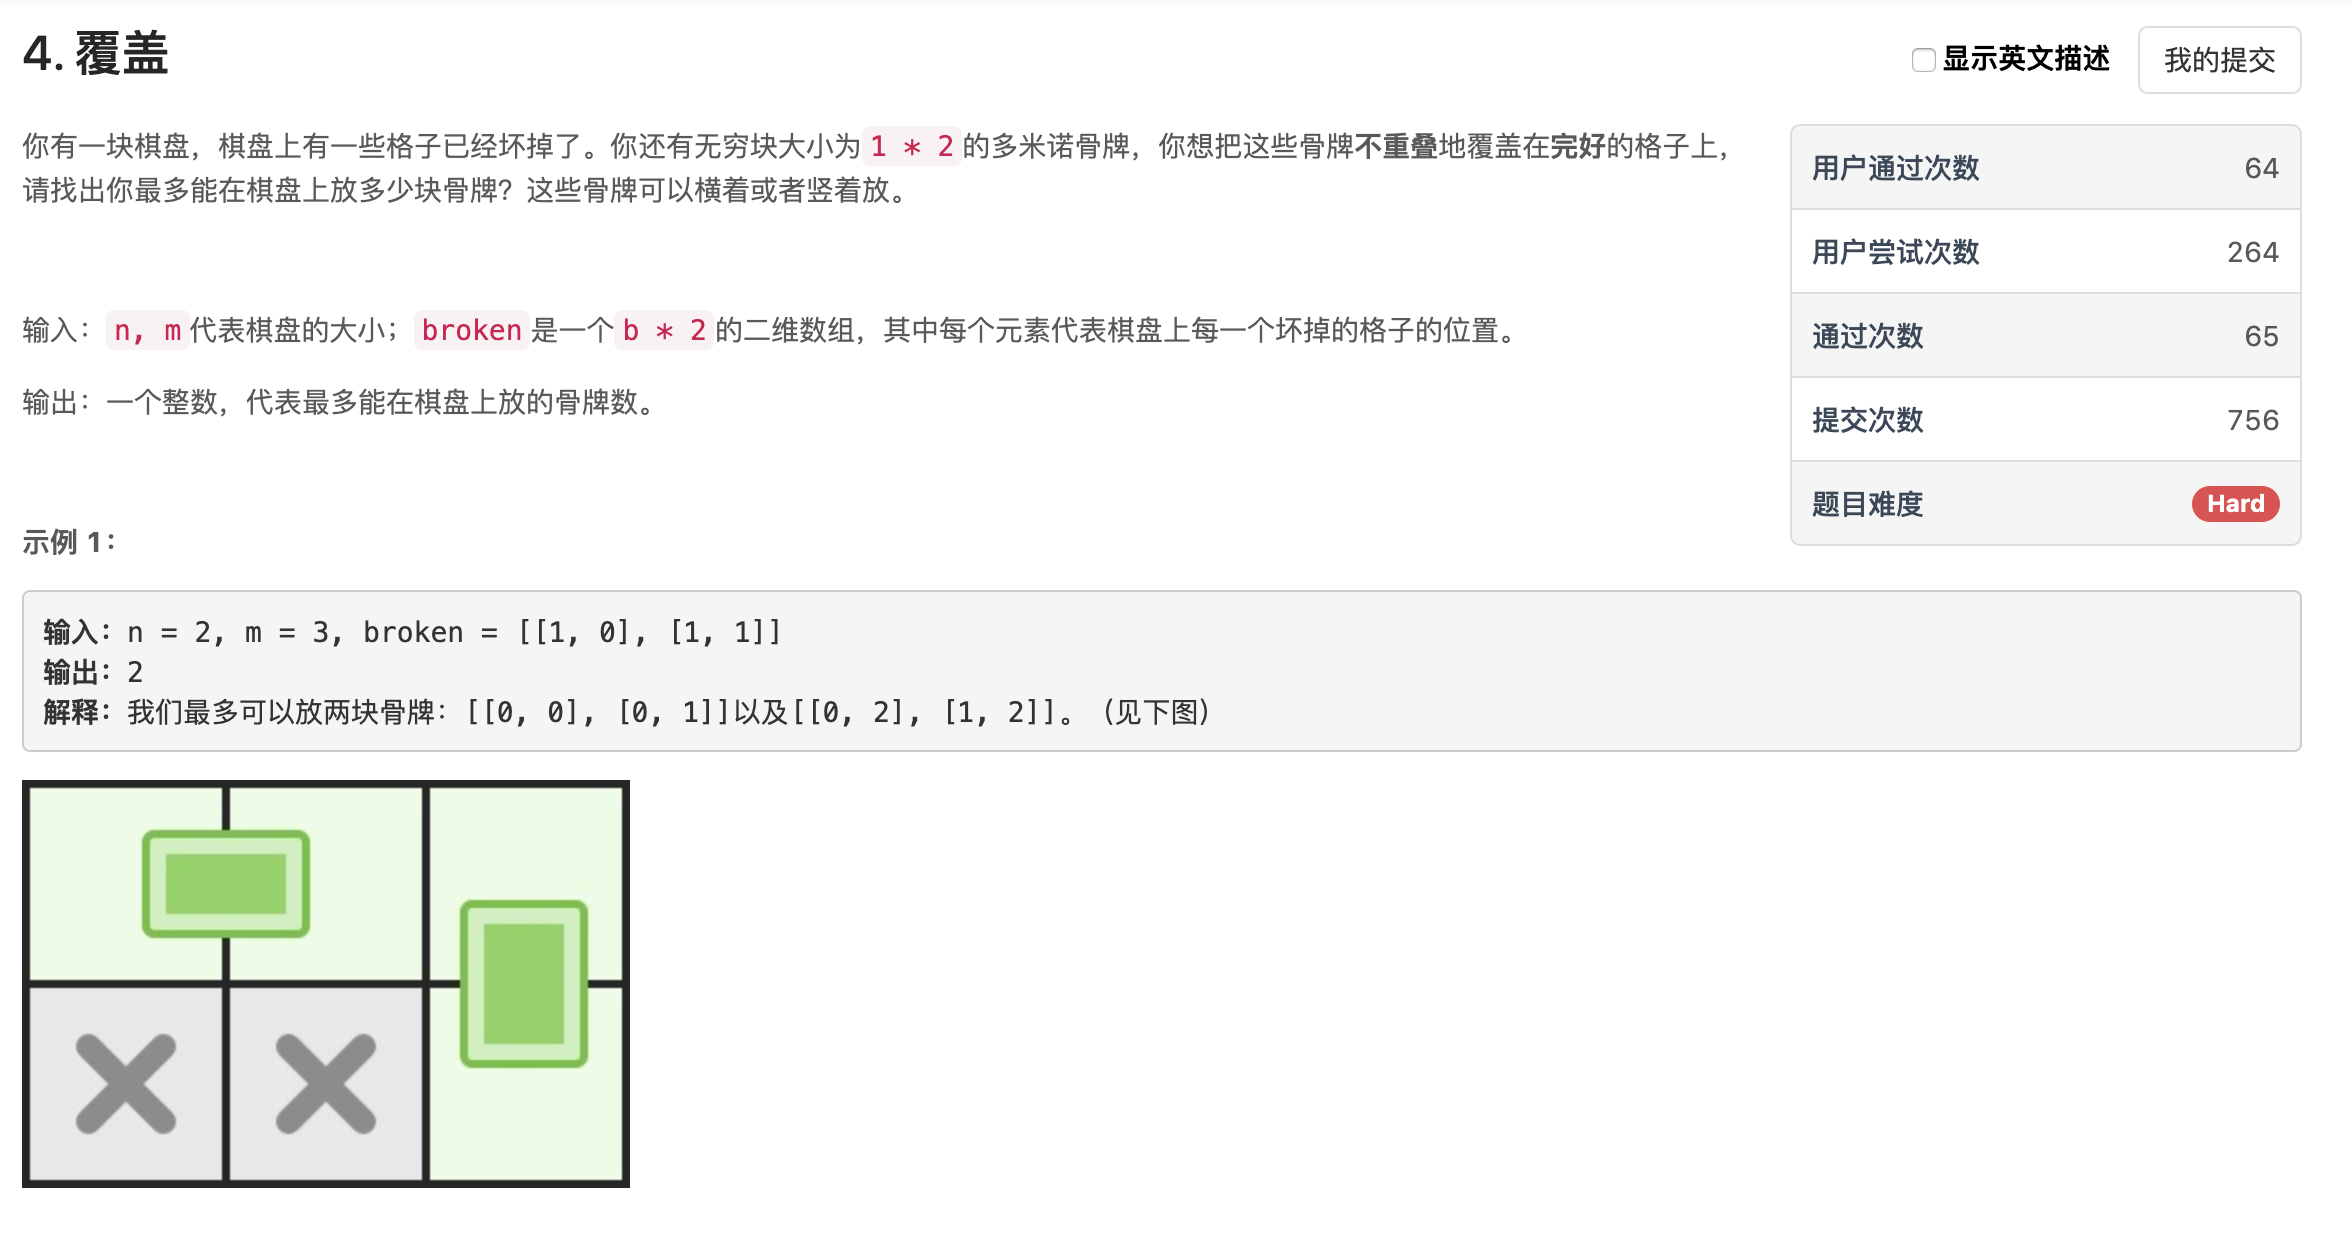 4. 覆盖
显示英文描述
我的提交
你有一块棋盘，棋盘上有一些格子已经坏掉了。你还有无穷块大小为1 * 2的多米诺骨牌，你想把这些骨牌不重叠地覆盖在完好的格子上，
请找出你最多能在棋盘上放多少块骨牌？这些骨牌可以横着或者竖着放。
输入：n, m代表棋盘的大小；broken是一个b * 2的二维数组，其中每个元素代表棋盘上每一个坏掉的格子的位置。
输出：一个整数，代表最多能在棋盘上放的骨牌数。
用户通过次数 64
用户尝试次数 264
通过次数 65
提交次数 756
题目难度 Hard
示例 1：
输入：n = 2, m = 3, broken = [[1, 0], [1, 1]]
输出：2
解释：我们最多可以放两块骨牌：[[0, 0], [0, 1]]以及[[0, 2], [1, 2]]。（见下图）